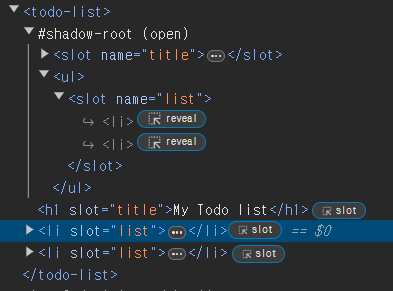 ▼<todo-list>
▼#shadow-root (open)
▶<slot name="title">…</slot>
▼<ul>
▼<slot name="list">
↪ <li> reveal
↪ <li> reveal
</slot>
</ul>
<h1 slot="title">My Todo list</h1> slot
▶<li slot="list">…</li> slot == $0
▶<li slot="list">…</li> slot
</todo-list>